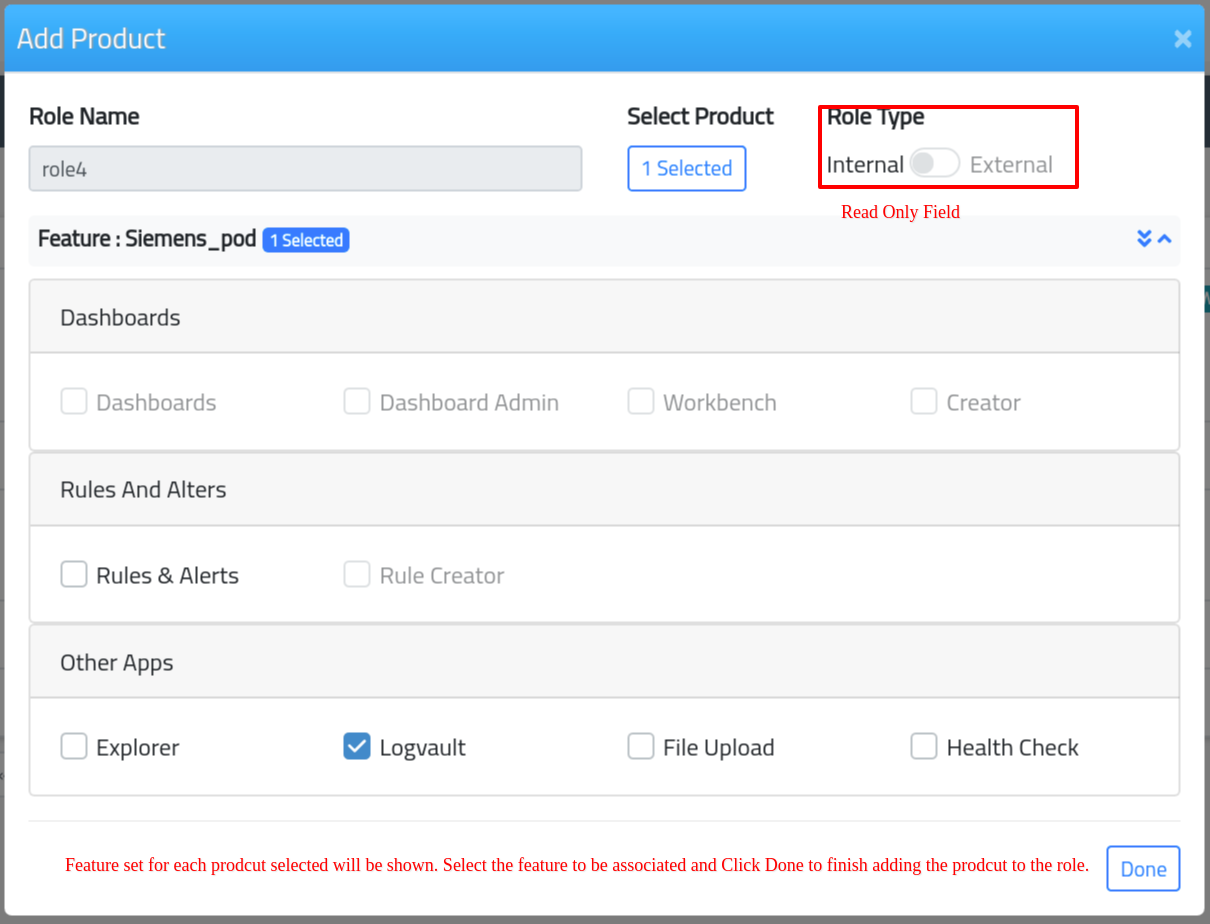 Add Product
Role Name
Select Product
Role Type
role4
1 Selected
Internal
External
Read Only Field
Feature : Siemens_pod 1 Selected
Dashboards
Dashboards
Dashboard Admin
Workbench
Creator
Rules And Alters
Rules & Alerts
Rule Creator
Other Apps
Explorer
Logvault
File Upload
Health Check
Feature set for each prodcut selected will be shown. Select the feature to be associated and Click Done to finish adding the prodcut to the role.
Done